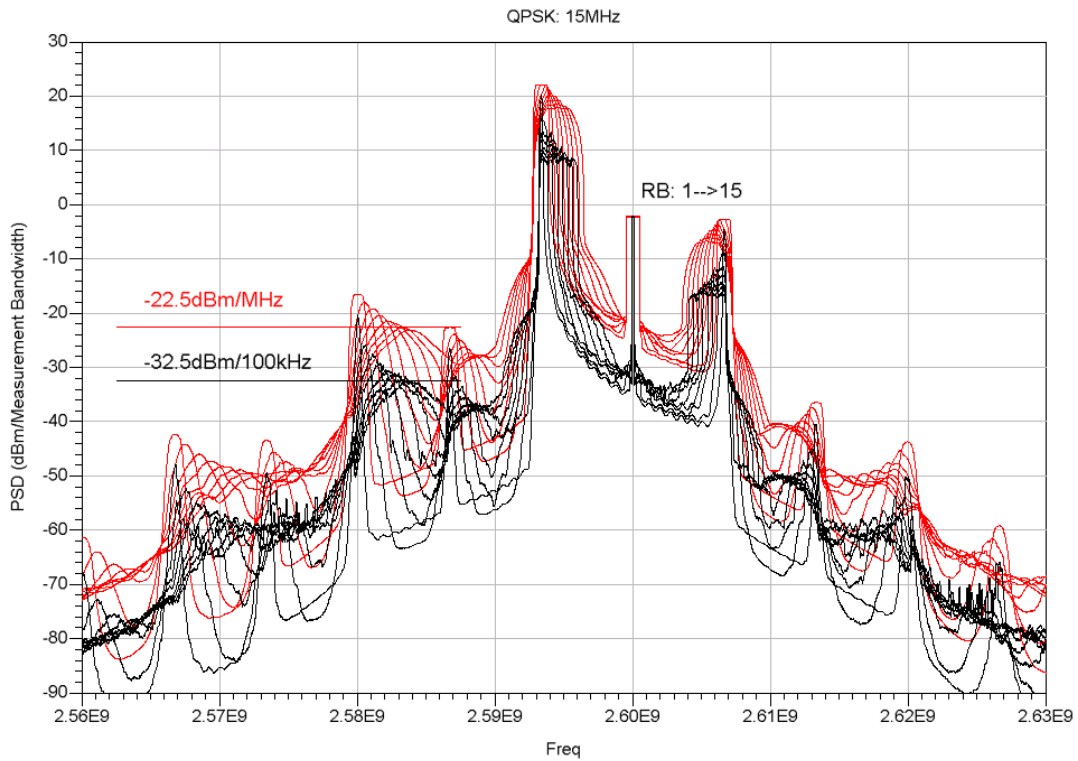 QPSK: 15MHz
30
20
10
0
-10
-20
-30
-40
-50
-60
-70
-80
-90
PSD (dBm/Measurement Bandwidth)
RB: 1-->15
-22.5dBm/MHz
-32.5dBm/100kHz
2.56E9 2.57E9 2.58E9 2.59E9 2.60E9 2.61E9 2.62E9 2.63E9
Freq